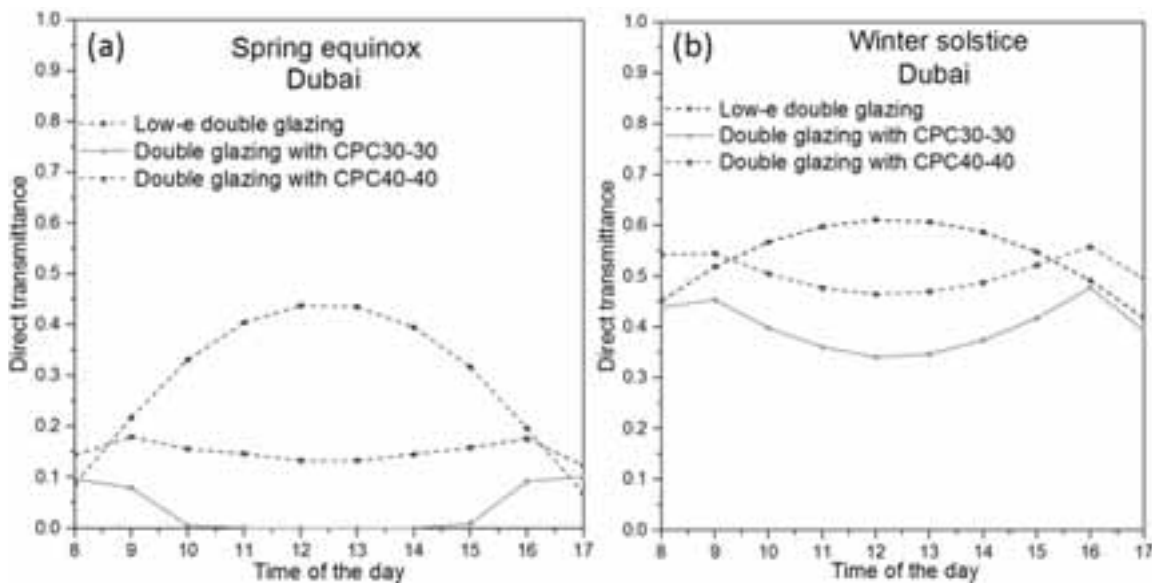 (a)
Spring equinox
Dubai
Low-e double glazing
Double glazing with CPC30-30
Double glazing with CPC40-40
Direct transmittance
1.0
0.9
0.8
0.7
0.6
0.5
0.4
0.3
0.2
0.1
0.0
8 9 10 11 12 13 14 15 16 17
Time of the day
(b)
Winter solstice
Dubai
Low-e double glazing
Double glazing with CPC30-30
Double glazing with CPC40-40
Direct transmittance
1.0
0.9
0.8
0.7
0.6
0.5
0.4
0.3
0.2
0.1
0.0
8 9 10 11 12 13 14 15 16 17
Time of the day